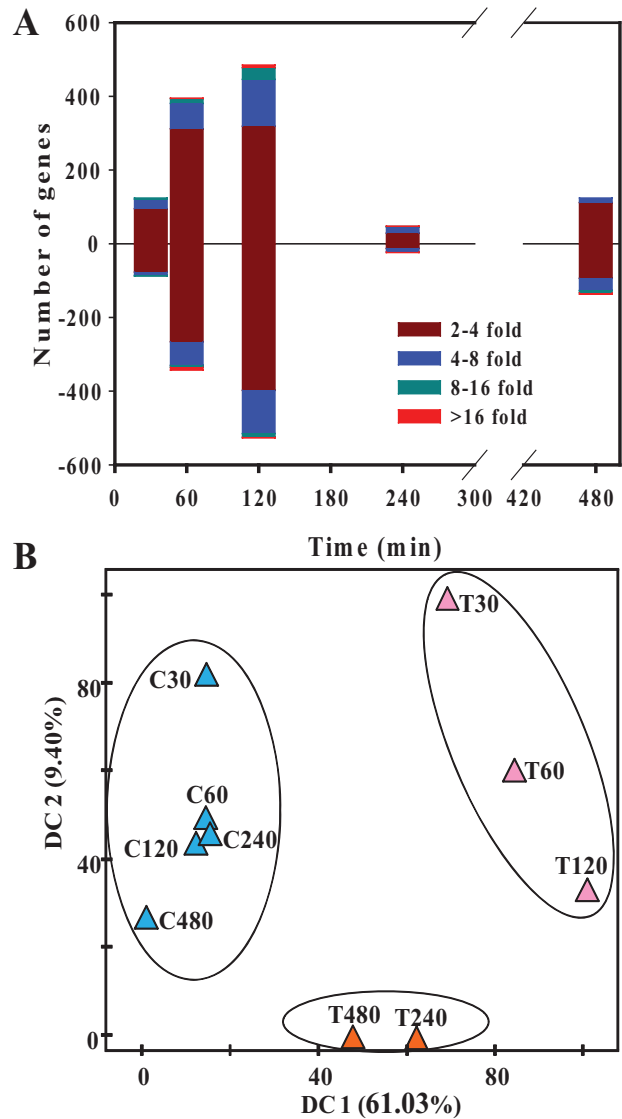 A
600
400
200
0
-200
-400
-600
Number of genes
2-4 fold
4-8 fold
8-16 fold
>16 fold
0 60 120 180 240 300 420 480
Time (min)
B
T30
C30
80
T60
C60
C240
C120
T120
40
C480
T480 T240
0
DC 2 (9.40%)
0 40 80
DC 1 (61.03%)